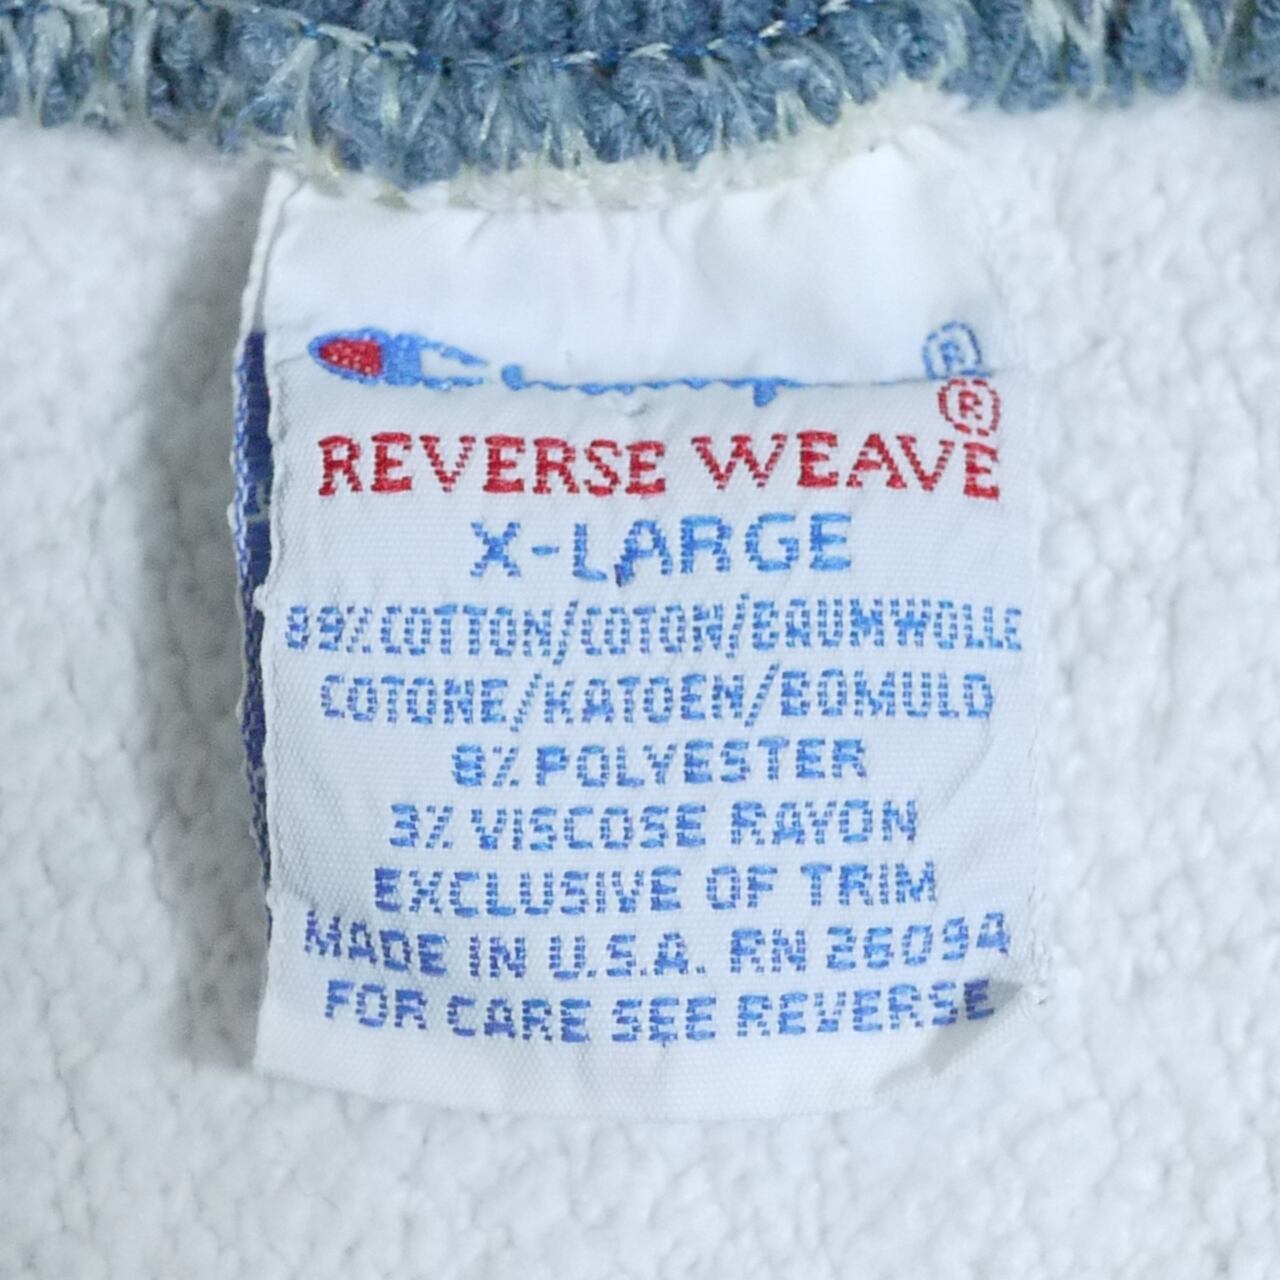 ®
®
REVERSE WEAVE
X-LARGE
89% COTTON/COTON/BAUMWOLLE
COTONE/KATOEN/BOMULD
8% POLYESTER
3% VISCOSE RAYON
EXCLUSIVE OF TRIM
MADE IN U.S.A. RN 26094
FOR CARE SEE REVERSE